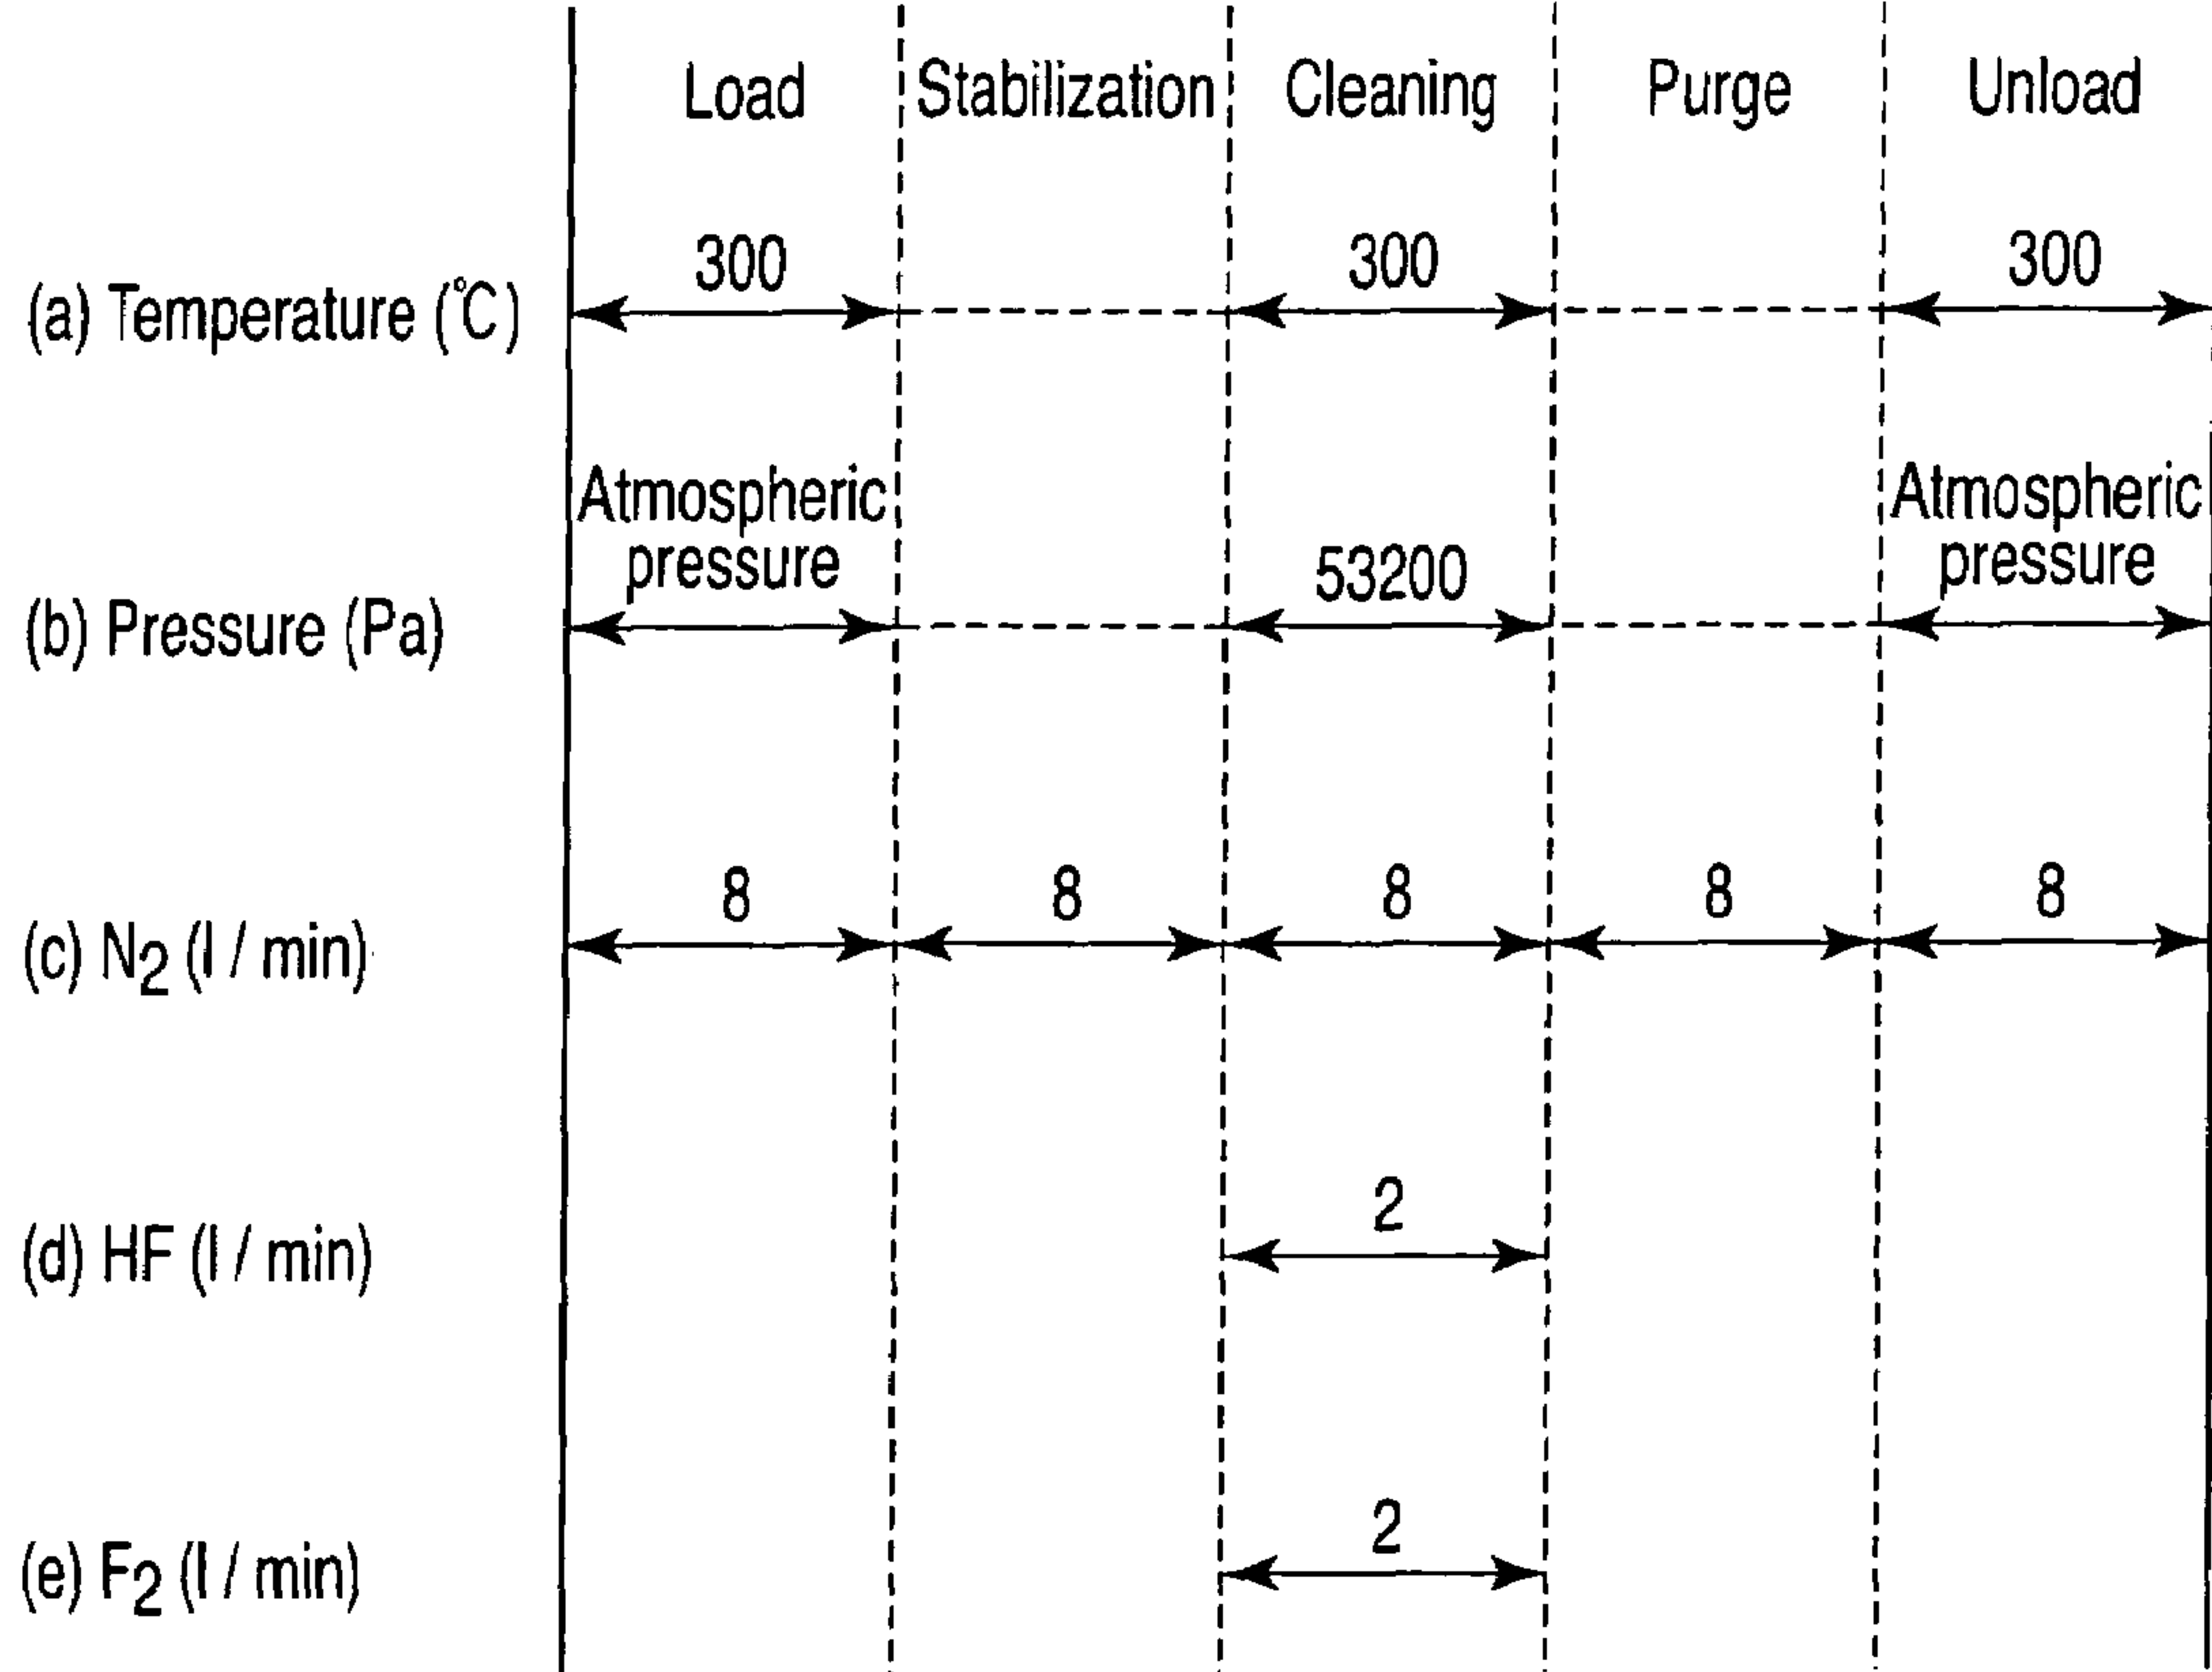 Load Stabilization Cleaning Purge Unload
300 300 300
(a) Temperature (°C)
Atmospheric pressure 53200 Atmospheric pressure
(b) Pressure (Pa)
8 8 8 8 8
(c) N2 (l / min)
2
(d) HF (l / min)
2
(e) F2 (l / min)